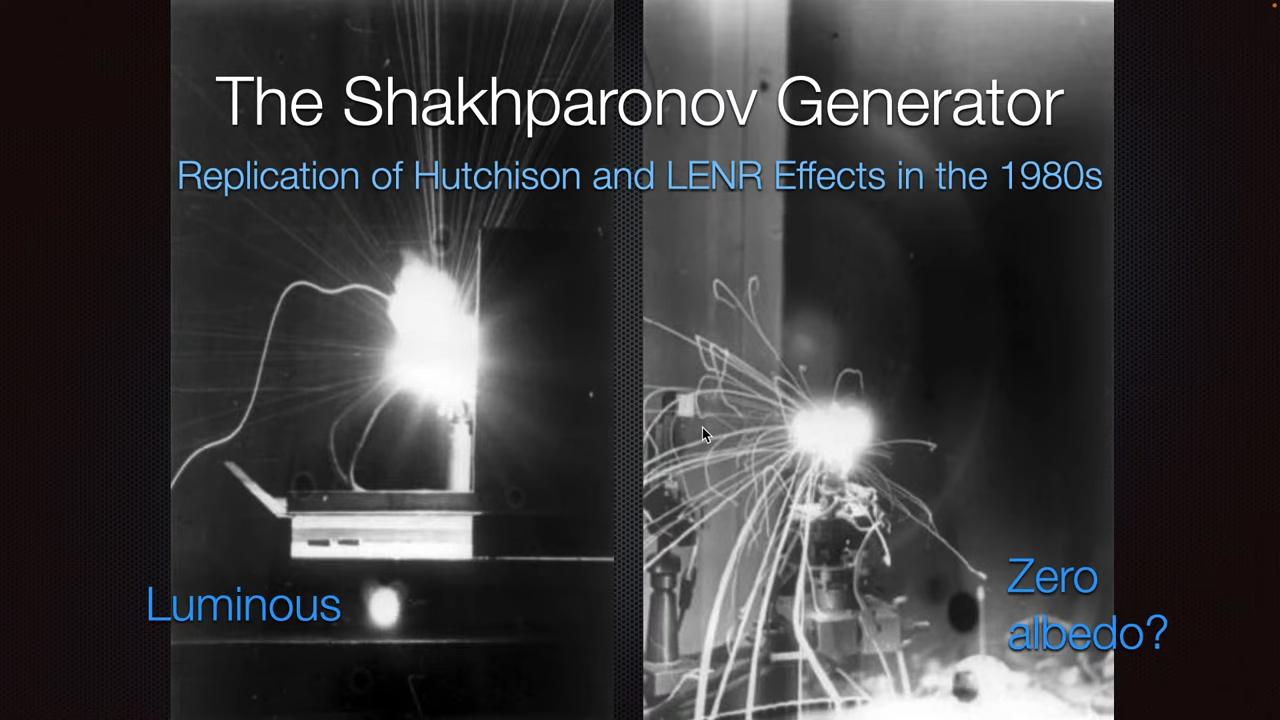 The Shakhparonov Generator
Replication of Hutchison and LENR Effects in the 1980s
Luminous
Zero
albedo?